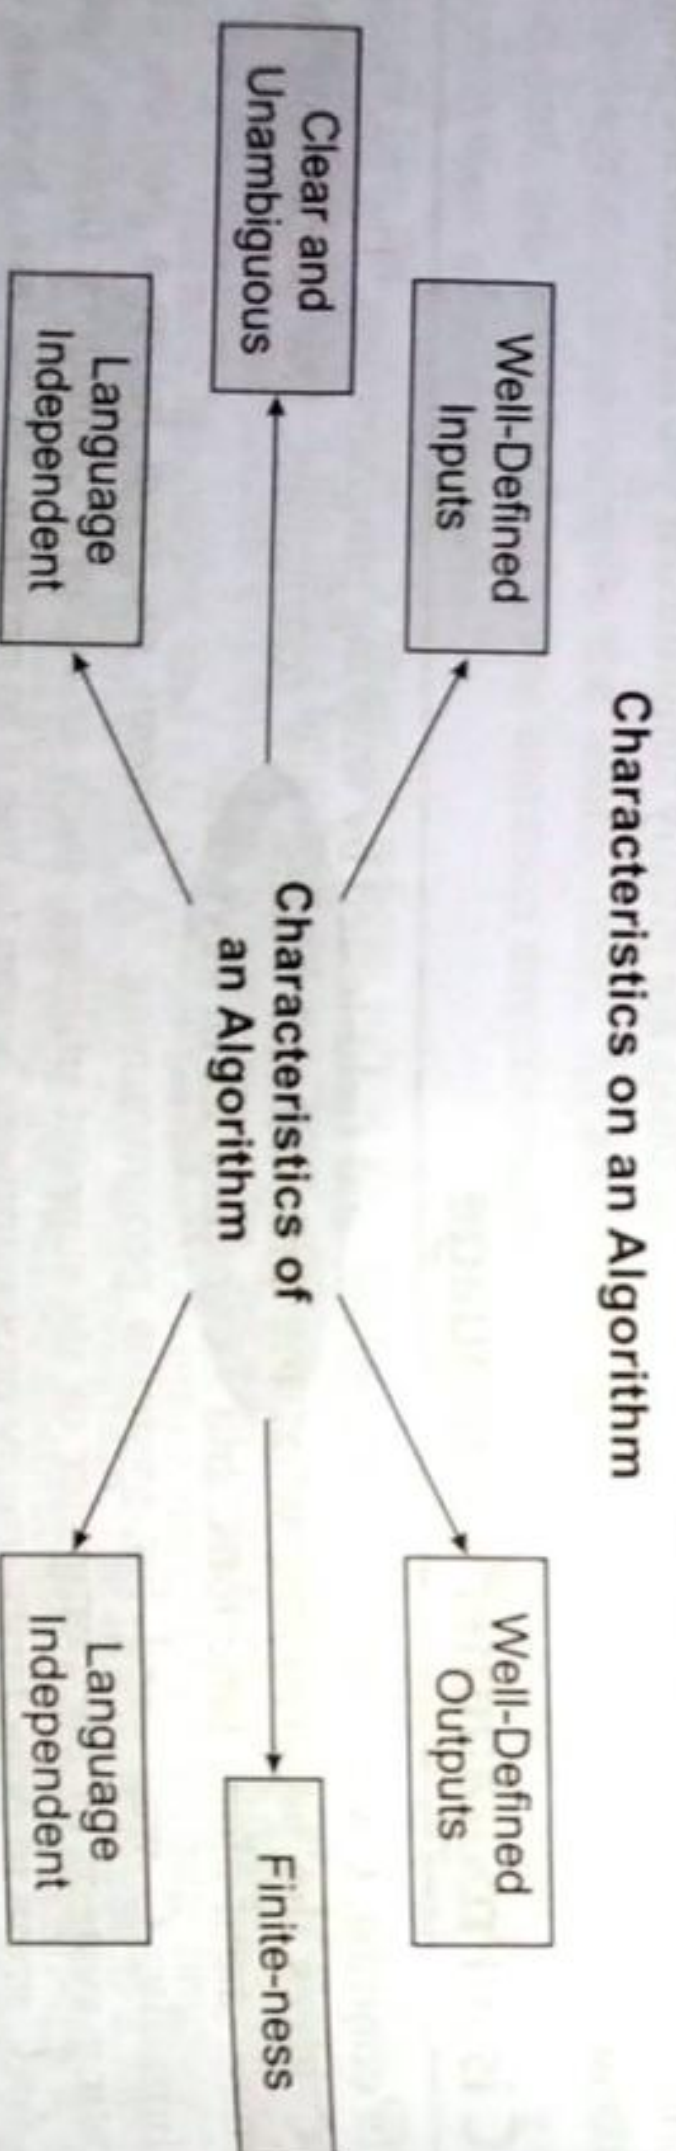 Characteristics on an Algorithm
Well-Defined
Inputs
Well-Defined
Outputs
Clear and
Unambiguous
Characteristics of
an Algorithm
Finite-ness
Language
Independent
Language
Independent